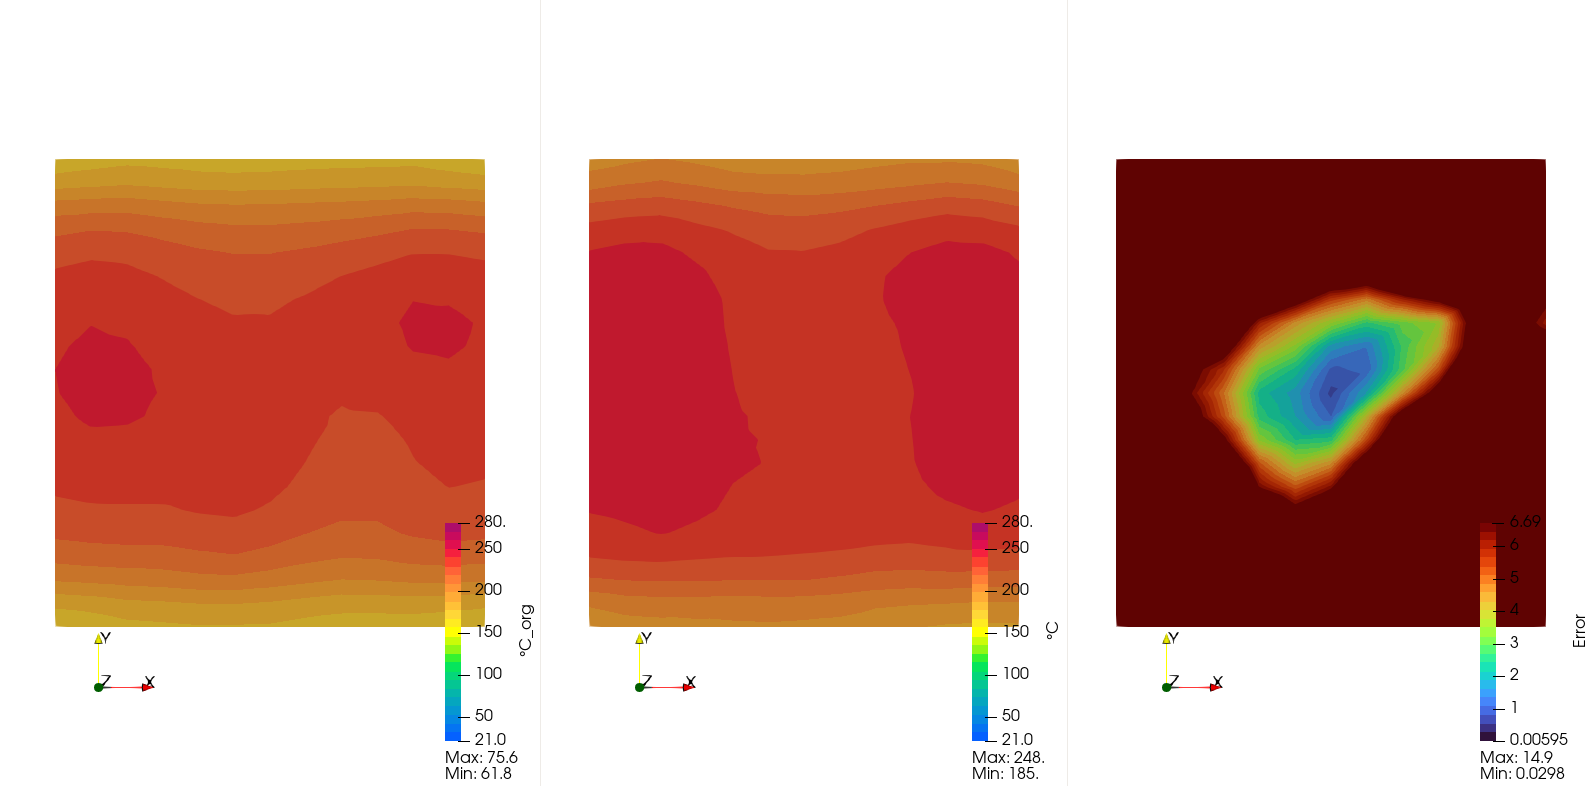 280.
250
200
150
100
50
21.0
°C_org
Max: 75.6
Min: 61.8
Y
Z
X
280.
250
200
150
100
50
21.0
°C
Max: 248.
Min: 185.
Y
Z
X
6.69
6
5
4
3
2
1
0.00595
Error
Max: 14.9
Min: 0.0298
Y
Z
X